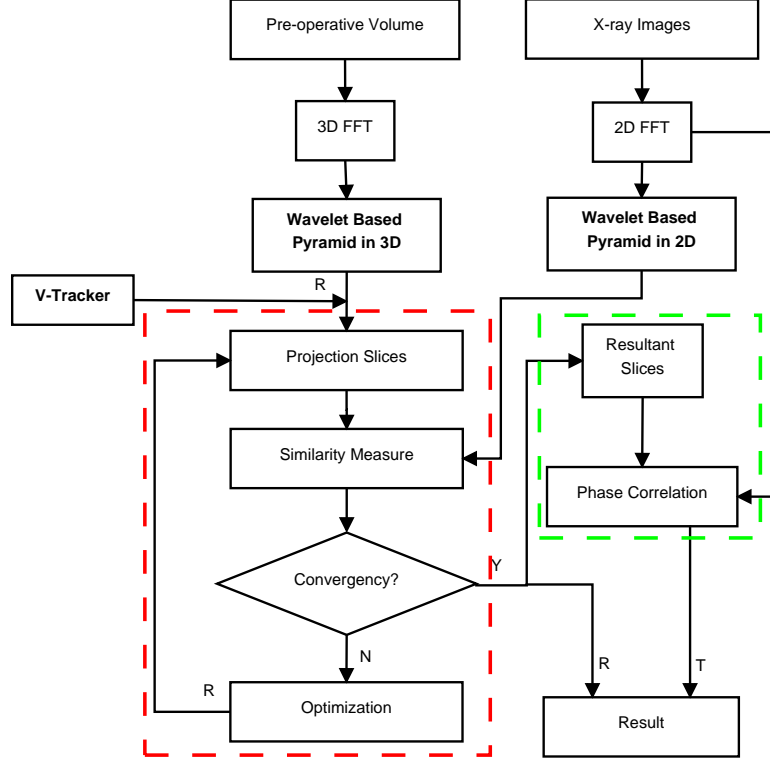 Pre-operative Volume
X-ray Images
3D FFT
2D FFT
Wavelet Based
Pyramid in 3D
Wavelet Based
Pyramid in 2D
R
V-Tracker
Projection Slices
Resultant
Slices
Similarity Measure
Phase Correlation
Convergency?
Y
N
R
R
T
Optimization
Result